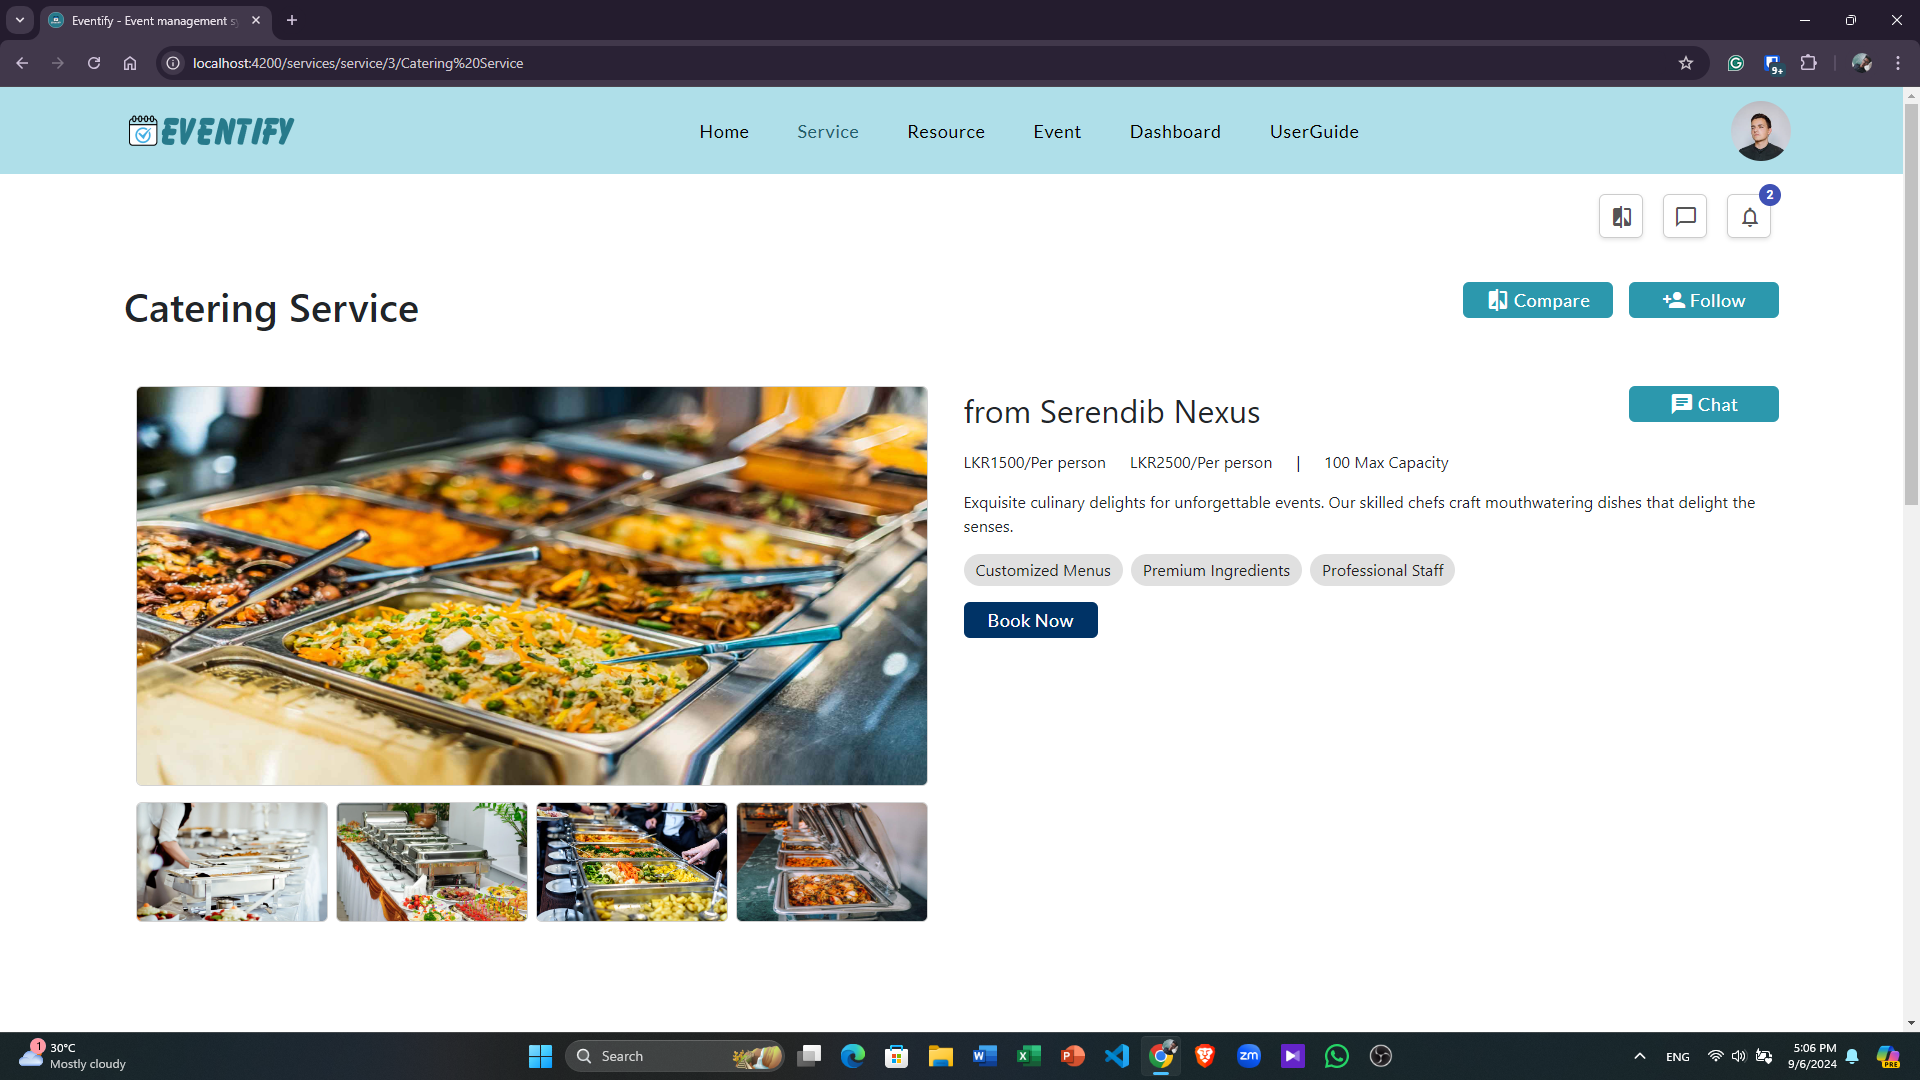 Eventify - Event management s
localhost:4200/services/service/3/Catering%20Service
9+
EVENTIFY
Home
Service
Resource
Event
Dashboard
UserGuide
2
Catering Service
Compare
Follow
from Serendib Nexus
Chat
LKR1500/Per person LKR2500/Per person | 100 Max Capacity
Exquisite culinary delights for unforgettable events. Our skilled chefs craft mouthwatering dishes that delight the
senses.
Customized Menus
Premium Ingredients
Professional Staff
Book Now
1
30°C
Mostly cloudy
Search
zm
ENG
5:06 PM
9/6/2024
PRE